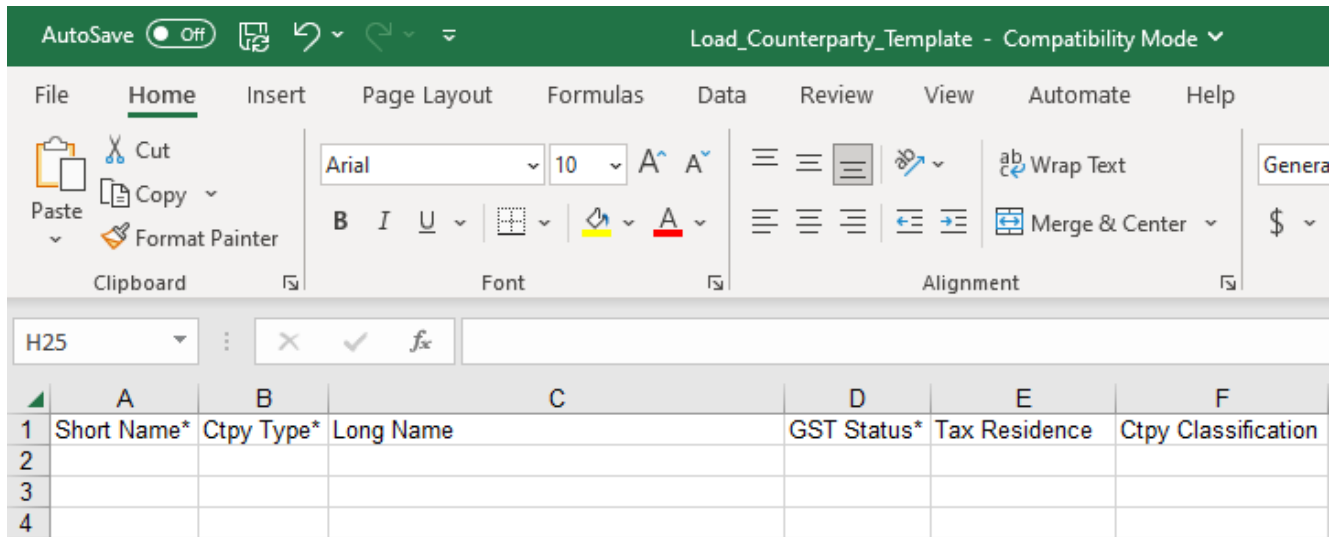 AutoSave Off Load_Counterparty_Template - Compatibility Mode
File Home Insert Page Layout Formulas Data Review View Automate Help
Cut Arial 10 A A ab Wrap Text
Copy
Paste
Format Painter B I U A Merge & Center $
Clipboard Font Alignment
H25 fx
A B C D E F
1 Short Name* Ctpy Type* Long Name GST Status* Tax Residence Ctpy Classification
2
3
4